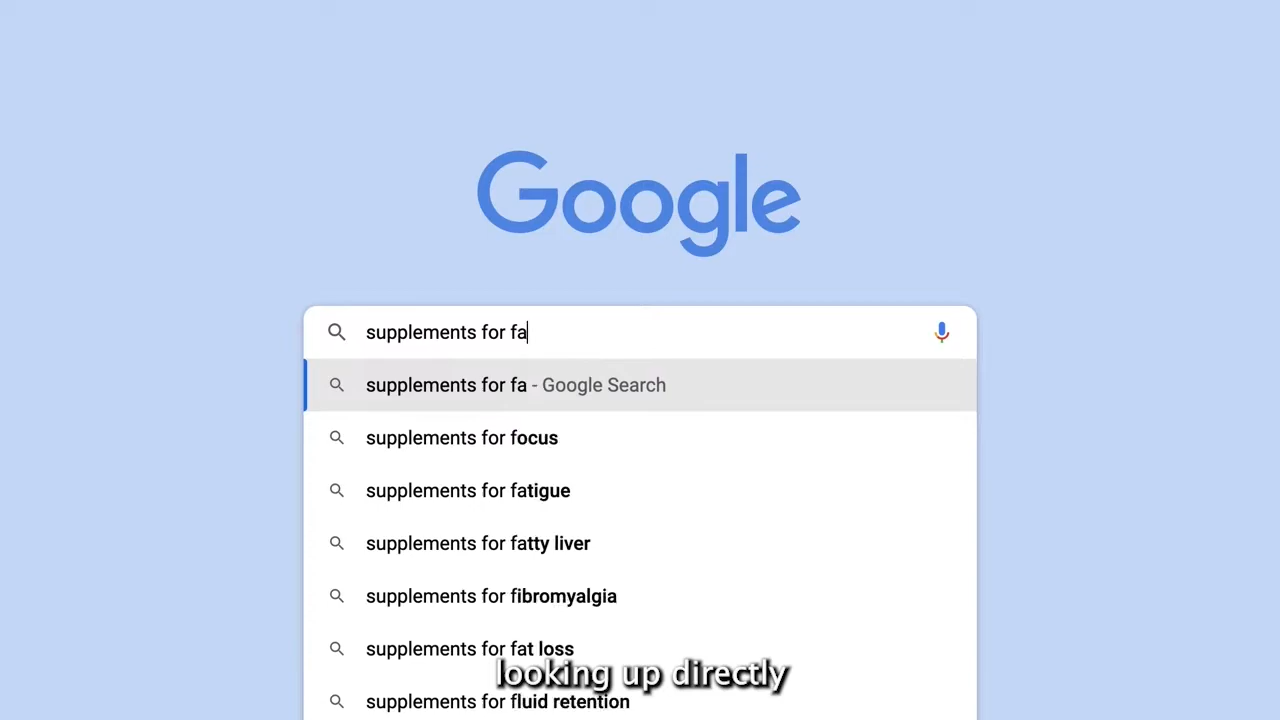 Google
supplements for fa
supplements for fa - Google Search
supplements for focus
supplements for fatigue
supplements for fatty liver
supplements for fibromyalgia
supplements for fat loss
looking up directly
supplements for fluid retention